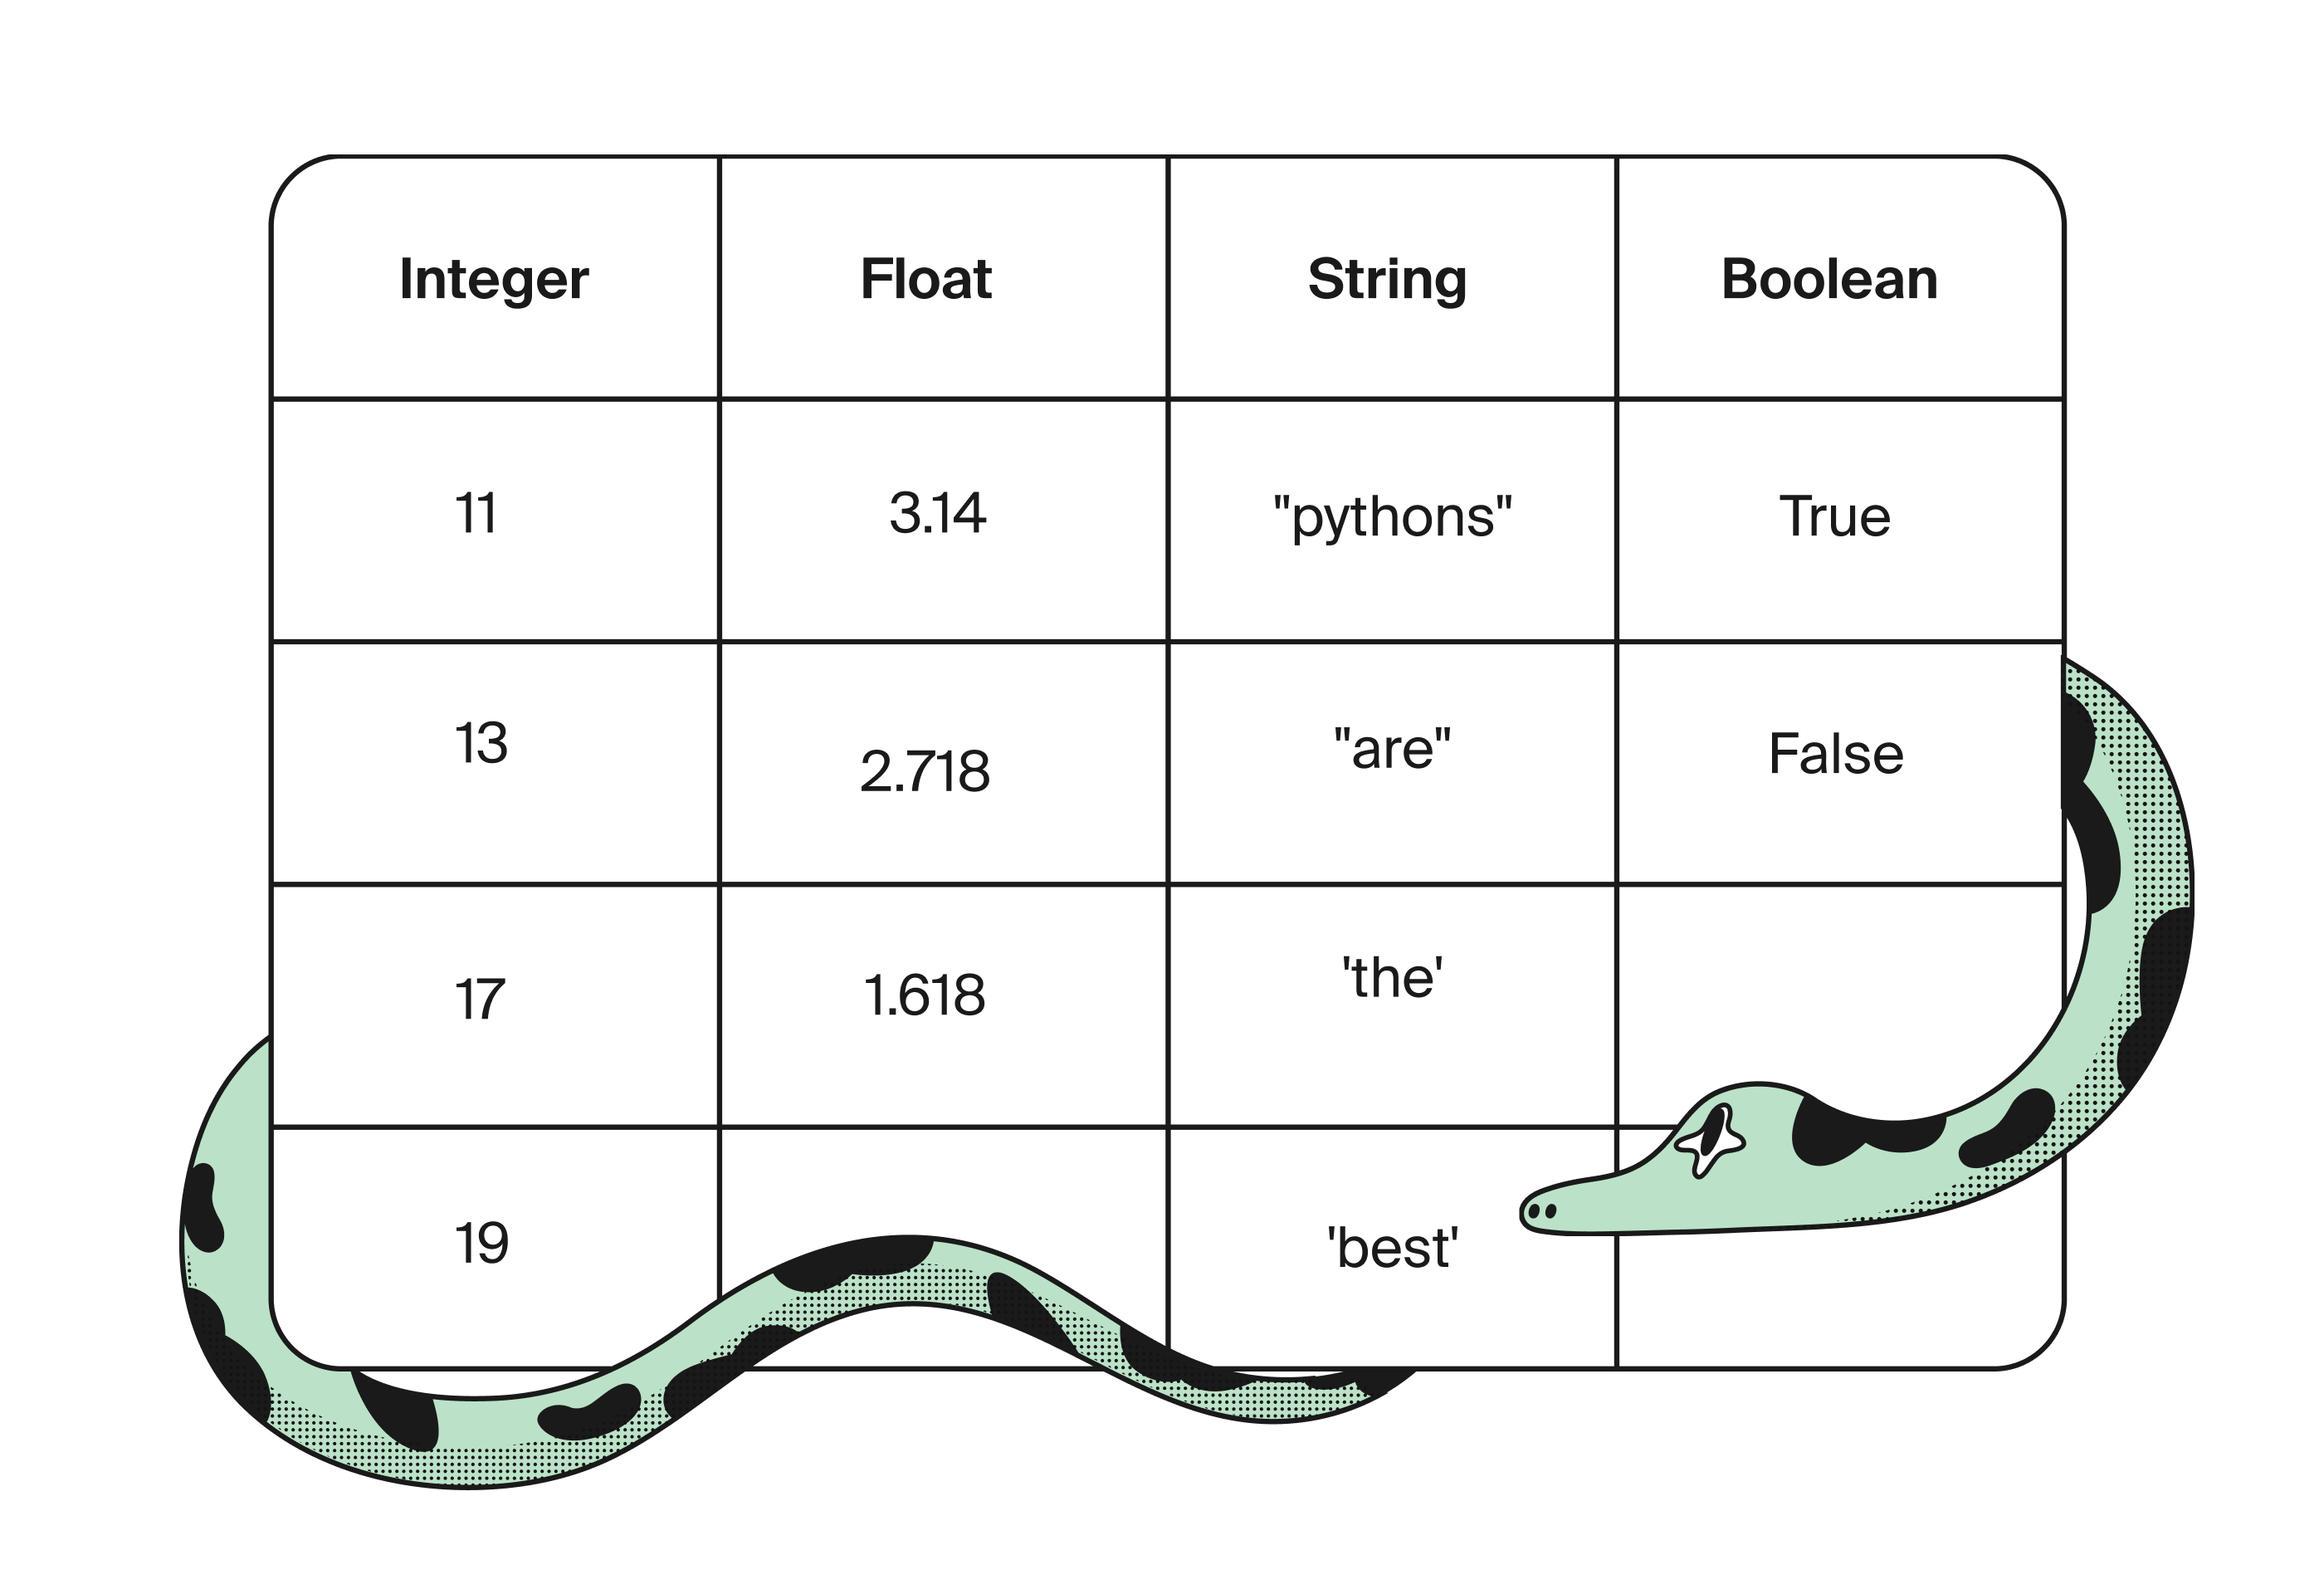 Integer Float String Boolean
11 3.14 "pythons" True
13 2.718 "are" False
17 1.618 'the'
19 'best'